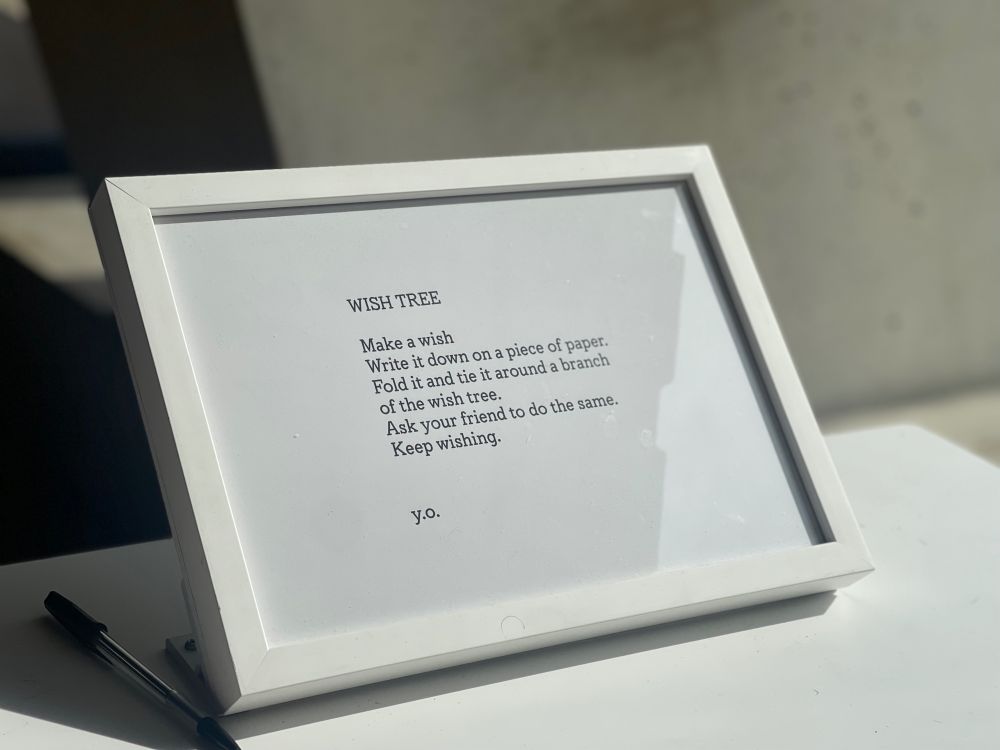 WISH TREE
Make a wish
Write it down on a piece of paper.
Fold it and tie it around a branch
of the wish tree.
Ask your friend to do the same.
Keep wishing.
y.o.